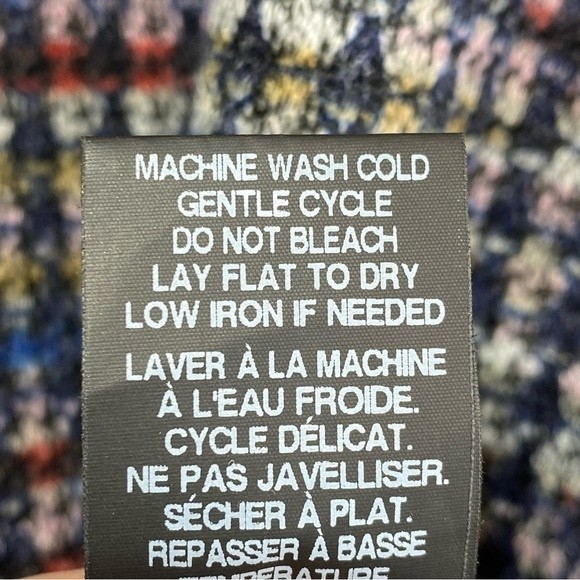 MACHINE WASH COLD
GENTLE CYCLE
DO NOT BLEACH
LAY FLAT TO DRY
LOW IRON IF NEEDED
LAVER À LA MACHINE
À L'EAU FROIDE.
CYCLE DÉLICAT.
NE PAS JAVELLISER.
SÉCHER À PLAT.
REPASSER À BASSE
TEMPÉRATURE